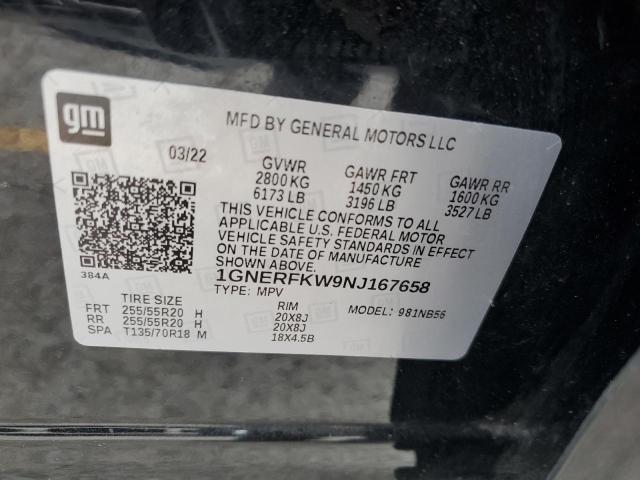 gm
MFD BY GENERAL MOTORS LLC
03/22
GVWR
2800 KG
6173 LB
GAWR FRT
1450 KG
3196 LB
GAWR RR
1600 KG
3527 LB
THIS VEHICLE CONFORMS TO ALL
APPLICABLE U.S. FEDERAL MOTOR
VEHICLE SAFETY STANDARDS IN EFFECT
ON THE DATE OF MANUFACTURE
SHOWN ABOVE.
384A
1GNERFKW9NJ167658
TYPE: MPV
MODEL: 981NB56
TIRE SIZE
RIM
FRT 255/55R20 H 20X8J
RR 255/55R20 H 20X8J
SPA T135/70R18 M 18X4.5B